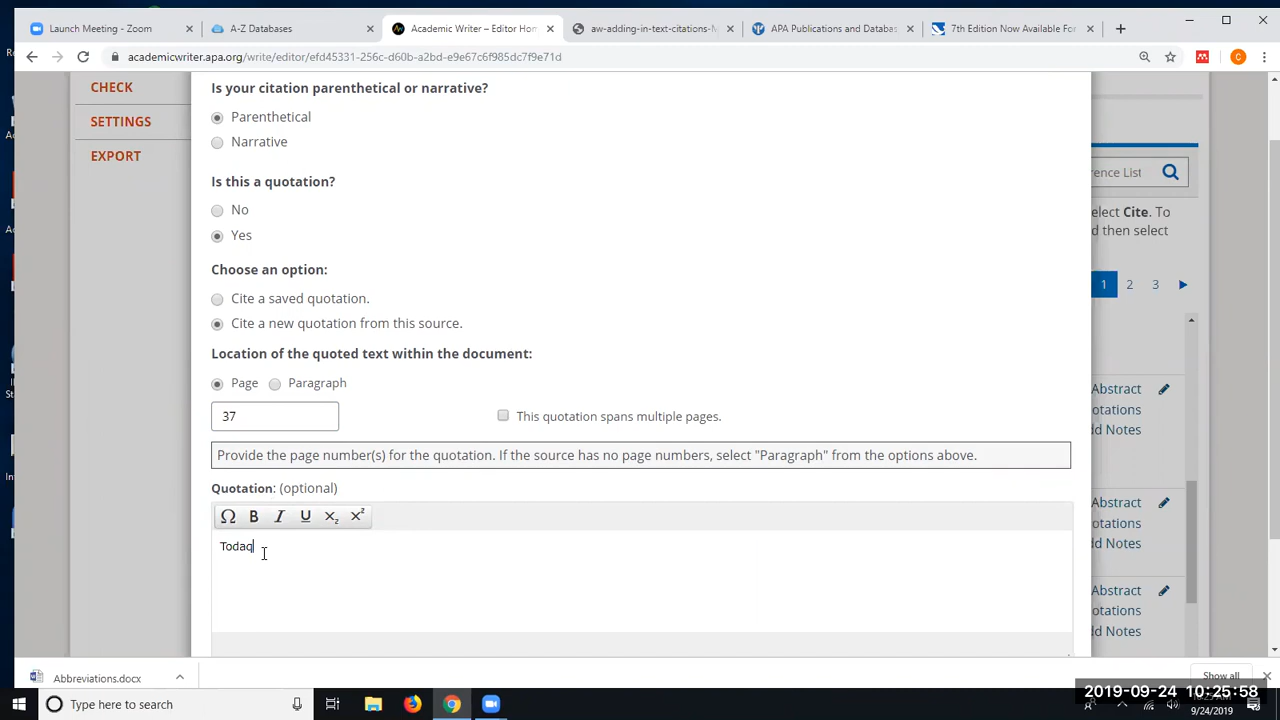 Launch Meeting - Zoom
A-Z Databases
Academic Writer – Editor Hom
aw-adding-in-text-citations-M
APA Publications and Databas
7th Edition Now Available For
academicwriter.apa.org/write/editor/efd45331-256c-d60b-a2bd-e9e67c6f985dc7f9e71d
C
CHECK
SETTINGS
EXPORT
Is your citation parenthetical or narrative?
Parenthetical
Narrative
Is this a quotation?
No
Yes
Choose an option:
Cite a saved quotation.
Cite a new quotation from this source.
Location of the quoted text within the document:
Page Paragraph
37
This quotation spans multiple pages.
Provide the page number(s) for the quotation. If the source has no page numbers, select "Paragraph" from the options above.
Quotation: (optional)
Ω B I U X₂ X²
Todaq
rence List
elect Cite. To
d then select
1 2 3
Abstract
otations
dd Notes
Abstract
otations
dd Notes
Abstract
otations
dd Notes
Abbreviations.docx
Show all
Type here to search
2019-09-24 10:25:58
9/24/2019